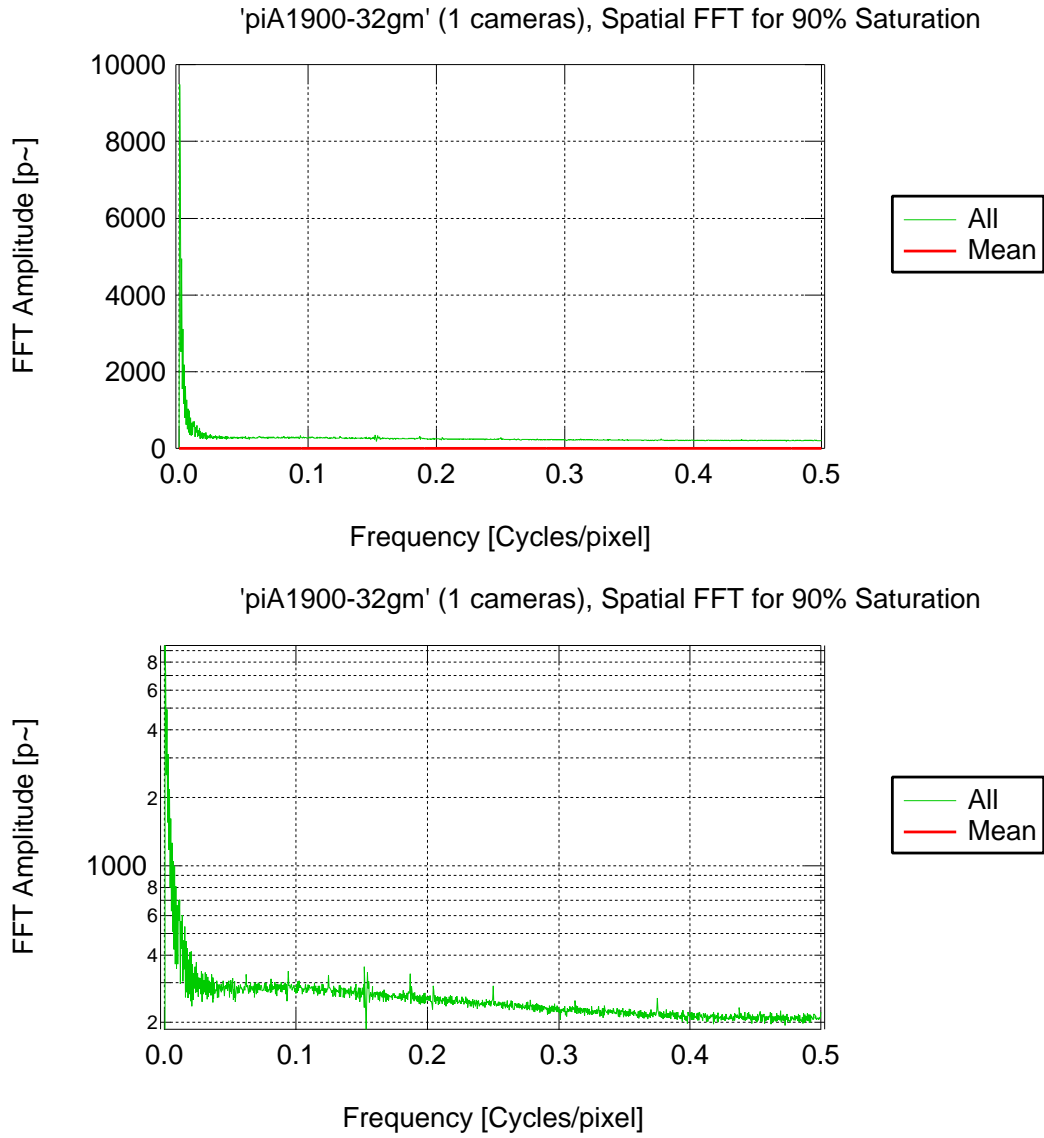 'piA1900-32gm' (1 cameras), Spatial FFT for 90% Saturation
10000
8000
6000
4000
2000
0
FFT Amplitude [p~]
0.0 0.1 0.2 0.3 0.4 0.5
Frequency [Cycles/pixel]
All
Mean
'piA1900-32gm' (1 cameras), Spatial FFT for 90% Saturation
8
6
4
2
1000
8
6
4
2
FFT Amplitude [p~]
0.0 0.1 0.2 0.3 0.4 0.5
Frequency [Cycles/pixel]
All
Mean